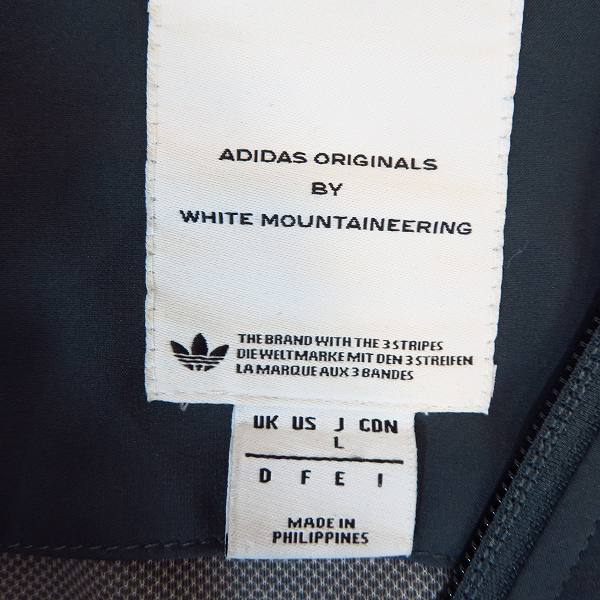 ADIDAS ORIGINALS
BY
WHITE MOUNTAINEERING
THE BRAND WITH THE 3 STRIPES
DIE WELTMARKE MIT DEN 3 STREIFEN
LA MARQUE AUX 3 BANDES
UK US J CDN
L
D F E I
MADE IN
PHILIPPINES